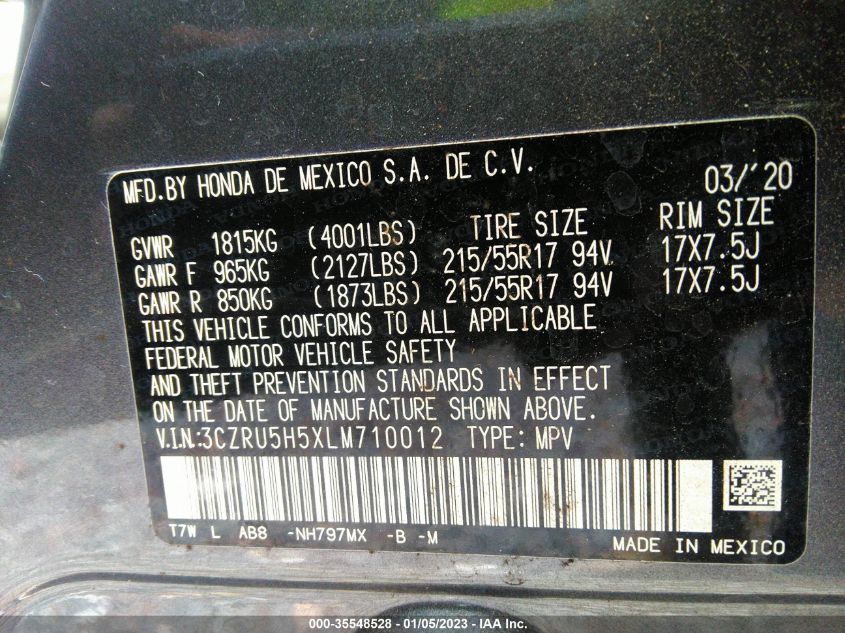 MFD.BY HONDA DE MEXICO S.A. DE C.V. 03/'20
GVWR 1815KG (4001LBS) TIRE SIZE RIM SIZE
GAWR F 965KG (2127LBS) 215/55R17 94V 17X7.5J
GAWR R 850KG (1873LBS) 215/55R17 94V 17X7.5J
THIS VEHICLE CONFORMS TO ALL APPLICABLE
FEDERAL MOTOR VEHICLE SAFETY
AND THEFT PREVENTION STANDARDS IN EFFECT
ON THE DATE OF MANUFACTURE SHOWN ABOVE.
V.I.N.:3CZRU5H5XLM710012 TYPE: MPV
T7W L AB8 -NH797MX -B -M
MADE IN MEXICO
000-35548528 - 01/05/2023 - IAA Inc.